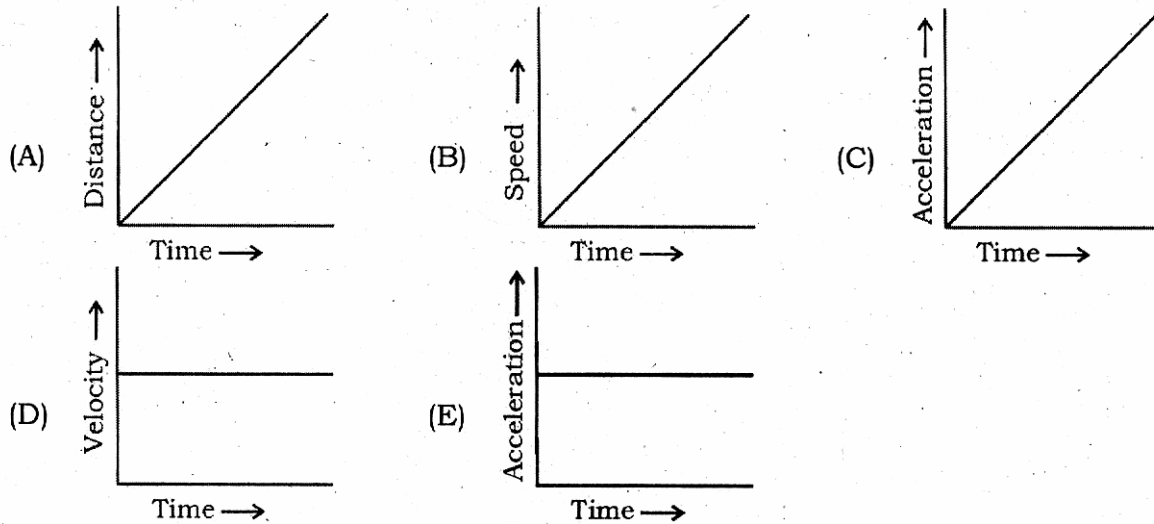 (A) Distance → Time →
(B) Speed → Time →
(C) Acceleration → Time →
(D) Velocity → Time →
(E) Acceleration → Time →